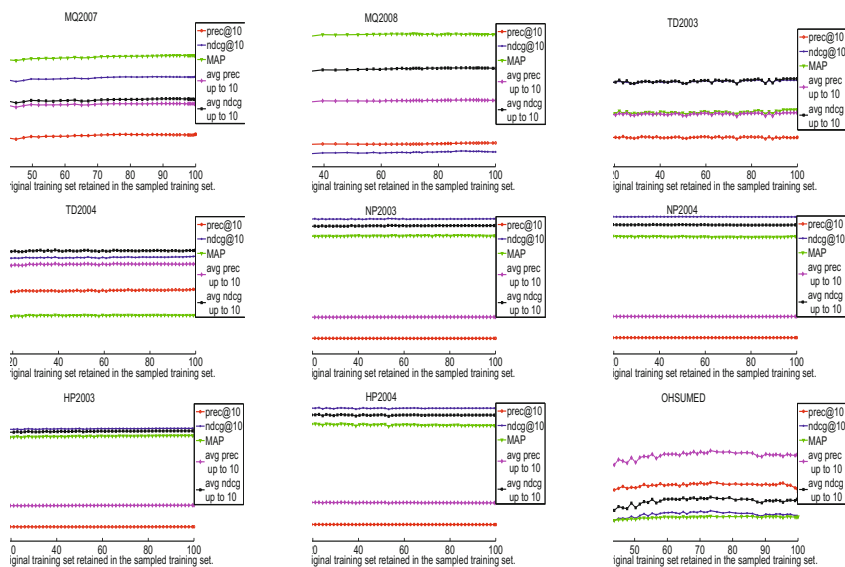 MQ2007
prec@10
ndcg@10
MAP
avg prec
up to 10
avg ndcg
up to 10
50 60 70 80 90 100
iginal training set retained in the sampled training set.
MQ2008
prec@10
ndcg@10
MAP
avg prec
up to 10
avg ndcg
up to 10
40 50 60 70 80 90 100
riginal training set retained in the sampled training set.
TD2003
prec@10
ndcg@10
MAP
avg prec
up to 10
avg ndcg
up to 10
20 40 60 80 100
riginal training set retained in the sampled training set.
TD2004
prec@10
ndcg@10
MAP
avg prec
up to 10
avg ndcg
up to 10
20 40 60 80 100
iginal training set retained in the sampled training set.
NP2003
prec@10
ndcg@10
MAP
avg prec
up to 10
avg ndcg
up to 10
0 40 60 80 100
iginal training set retained in the sampled training set.
NP2004
prec@10
ndcg@10
MAP
avg prec
up to 10
avg ndcg
up to 10
0 40 60 80 100
iginal training set retained in the sampled training set.
HP2003
prec@10
ndcg@10
MAP
avg prec
up to 10
avg ndcg
up to 10
0 40 60 80 100
iginal training set retained in the sampled training set.
HP2004
prec@10
ndcg@10
MAP
avg prec
up to 10
avg ndcg
up to 10
0 40 60 80 100
iginal training set retained in the sampled training set.
OHSUMED
prec@10
ndcg@10
MAP
avg prec
up to 10
avg ndcg
up to 10
50 60 70 80 90 100
iginal training set retained in the sampled training set.